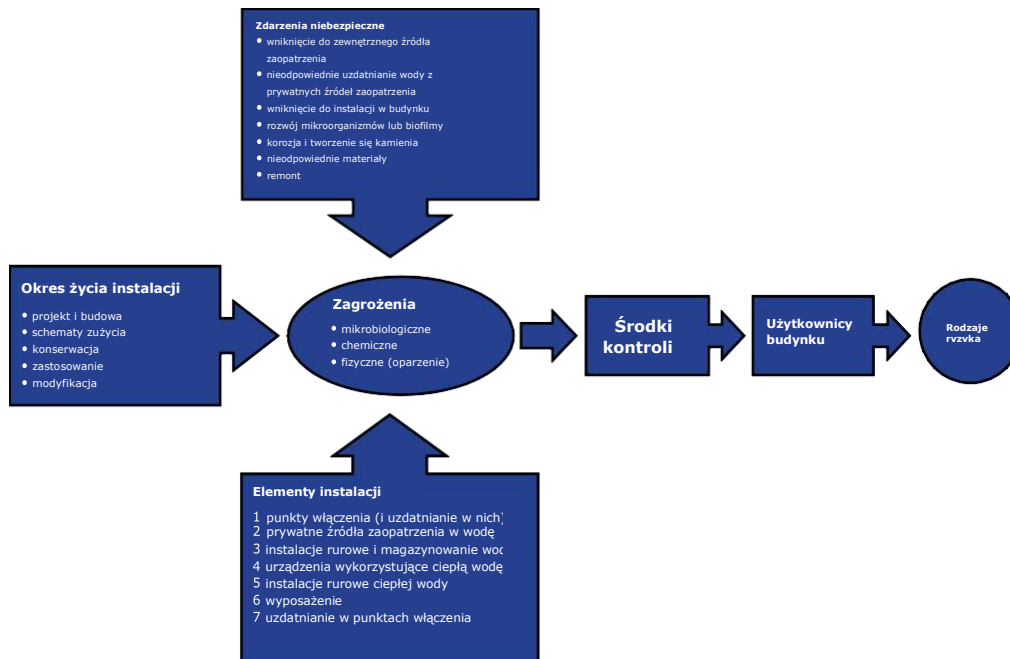 Zdarzenia niebezpieczne
• wniknięcie do zewnętrznego źródła
zaopatrzenia
• nieodpowiednie uzdatnianie wody z
prywatnych źródeł zaopatrzenia
• wniknięcie do instalacji w budynku
• rozwój mikroorganizmów lub biofilmy
• korozja i tworzenie się kamienia
• nieodpowiednie materiały
• remont
Okres życia instalacji
• projekt i budowa
• schematy zużycia
• konserwacja
• zastosowanie
• modyfikacja
Zagrożenia
• mikrobiologiczne
• chemiczne
• fizyczne (oparzenie)
Środki
kontroli
Użytkownicy
budynku
Rodzaje
ryzyka
Elementy instalacji
1 punkty włączenia (i uzdatnianie w nich)
2 prywatne źródła zaopatrzenia w wodę
3 instalacje rurowe i magazynowanie woc
4 urządzenia wykorzystujące ciepłą wodę
5 instalacje rurowe ciepłej wody
6 wyposażenie
7 uzdatnianie w punktach włączenia